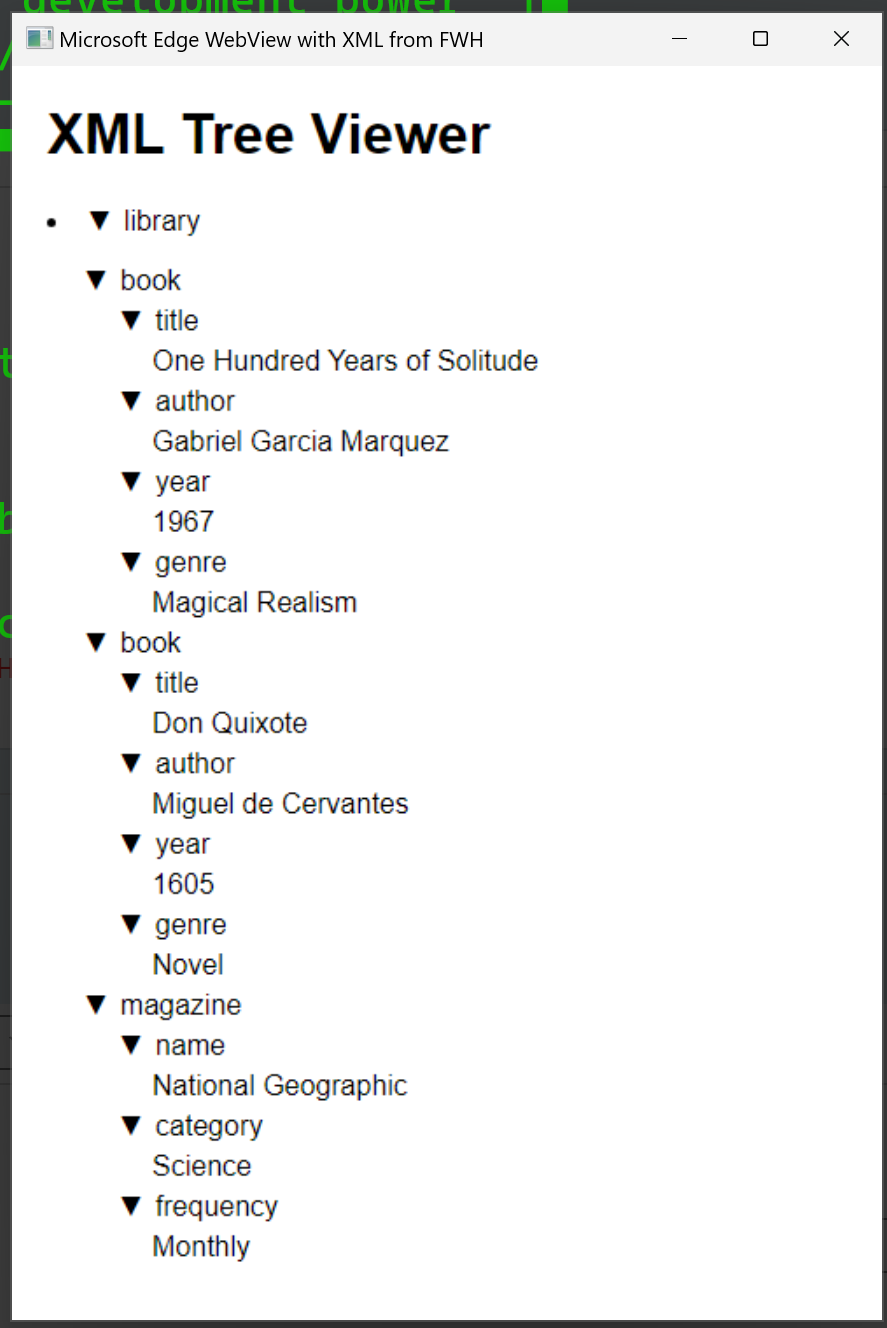 development power
Microsoft Edge WebView with XML from FWH
XML Tree Viewer
• ▼ library
▼ book
▼ title
One Hundred Years of Solitude
▼ author
Gabriel Garcia Marquez
▼ year
1967
▼ genre
Magical Realism
▼ book
▼ title
Don Quixote
▼ author
Miguel de Cervantes
▼ year
1605
▼ genre
Novel
▼ magazine
▼ name
National Geographic
▼ category
Science
▼ frequency
Monthly